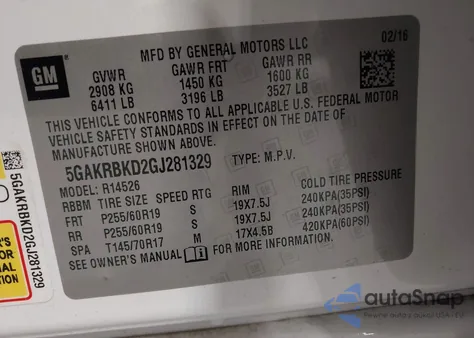 02/16
MFD BY GENERAL MOTORS LLC
GM
GVWR GAWR FRT GAWR RR
2908 KG 1450 KG 1600 KG
6411 LB 3196 LB 3527 LB
THIS VEHICLE CONFORMS TO ALL APPLICABLE U.S. FEDERAL MOTOR
VEHICLE SAFETY STANDARDS IN EFFECT ON THE DATE OF
MANUFACTURE SHOWN ABOVE.
5GAKRBKD2GJ281329 TYPE: M.P.V.
MODEL: R14526
RBBM TIRE SIZE SPEED RTG RIM COLD TIRE PRESSURE
FRT P255/60R19 S 19X7.5J 240KPA(35PSI)
RR P255/60R19 S 19X7.5J 240KPA(35PSI)
SPA T145/70R17 M 17X4.5B 420KPA(60PSI)
SEE OWNER'S MANUAL FOR MORE INFORMATION.
5GAKRBKD2GJ281329
autoSnap